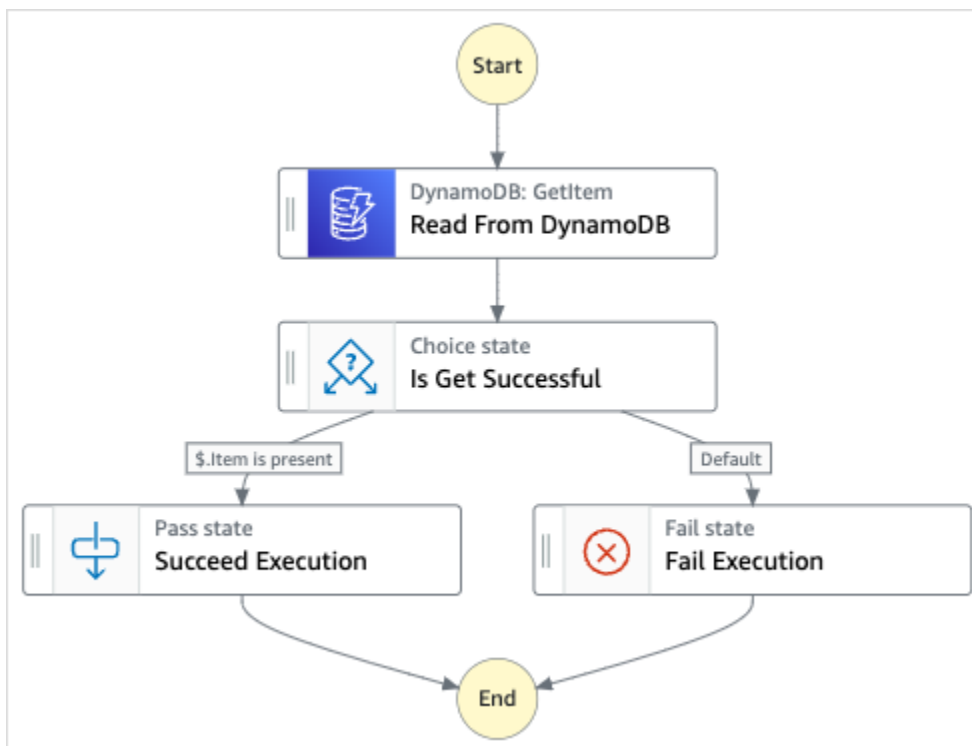 Start
DynamoDB: GetItem
Read From DynamoDB
Choice state
Is Get Successful
$.Item is present
Default
Pass state
Succeed Execution
Fail state
Fail Execution
End